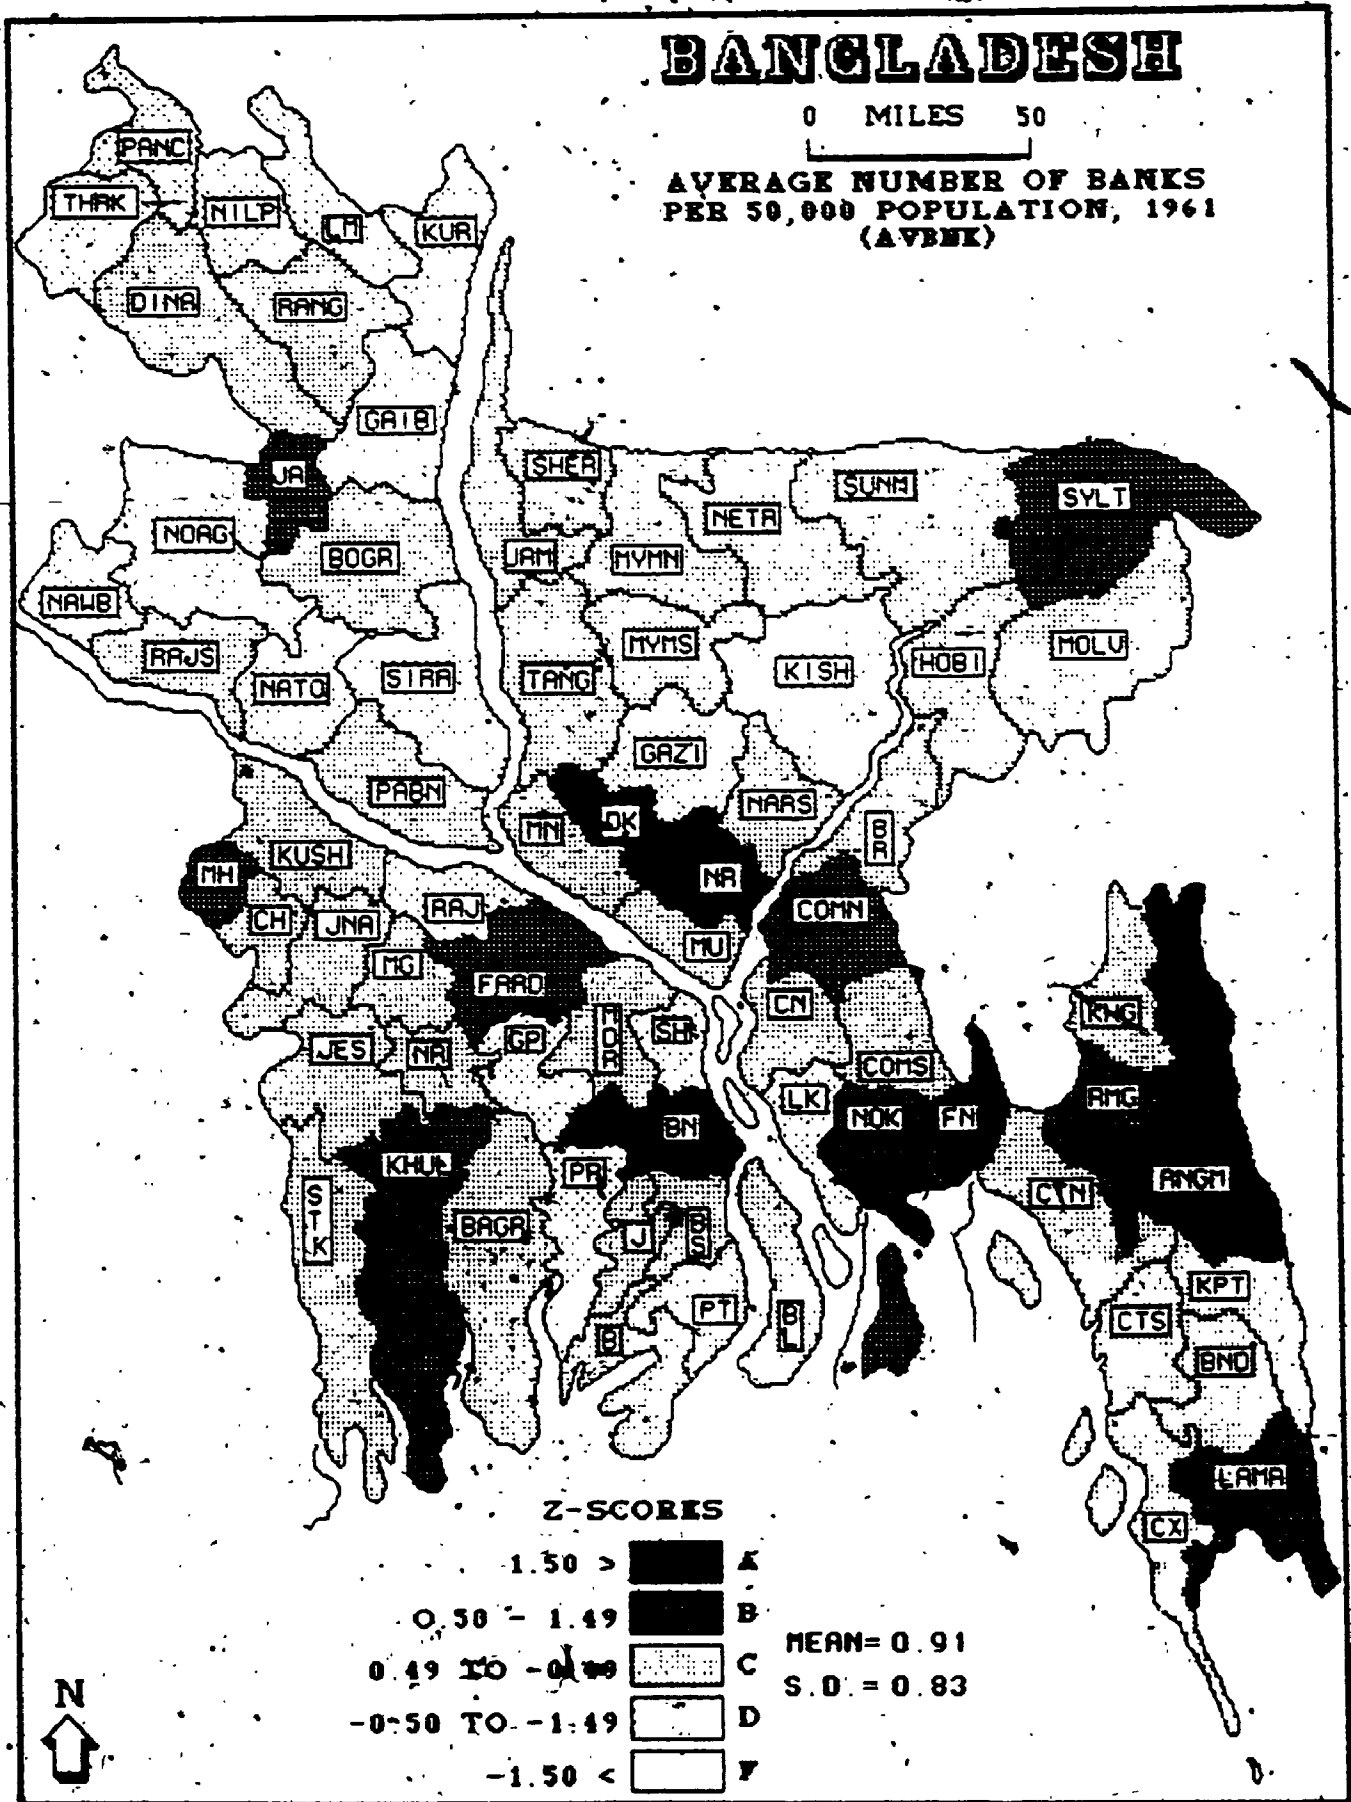 BANGLADESH
0 MILES 50
AVERAGE NUMBER OF BANKS
PER 50,000 POPULATION, 1961
(AVBNK)
PANC
THAK
NILP
LM
KUR
DINA
RANG
GAIB
JA
SHER
SUNM
SYLT
NOAG
NETR
BOGR
JAM
MYMN
NAWB
RAJS
MYMS
MOLV
NATO
SIRA
TANG
KISH
HOBI
GAZI
PABN
NARS
MN
DK
BR
KUSH
MH
NR
RAJ
COMN
CH
JNA
MU
MG
FARD
CN
KHG
MDR
SH
GP
JES
NR
COMS
LK
RMG
NOK
FN
BN
KHUL
PR
RNGM
CTN
STK
BAGR
J
BS
KPT
PT
BL
CTS
B
BND
LAMA
CX
Z-SCORES
1.50 > A
0.50 - 1.49 B
0.49 TO C
-0.50 TO -1.49 D
-1.50 < F
MEAN= 0.91
S.D.= 0.83
N